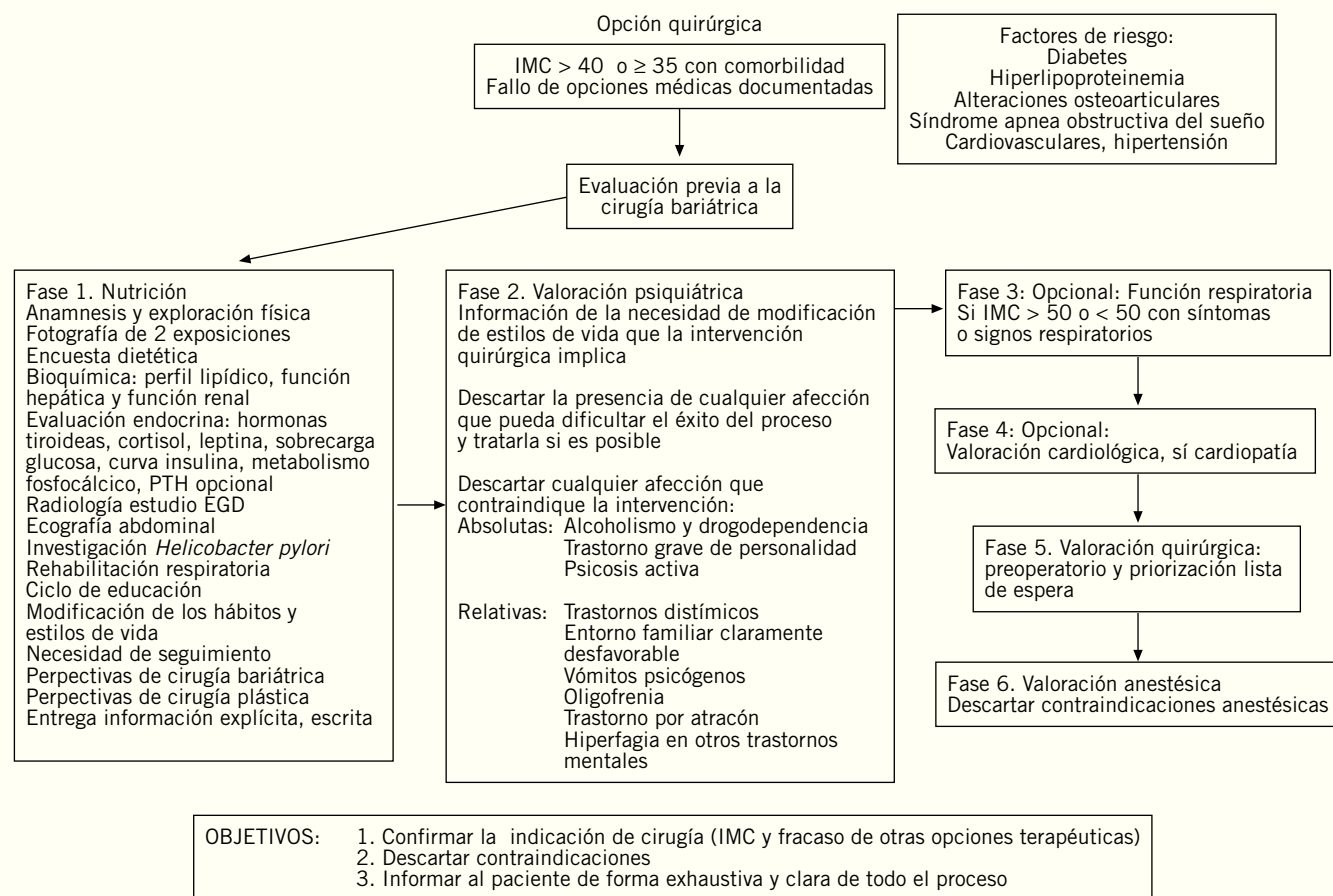 Opción quirúrgica
IMC > 40 o ≥ 35 con comorbilidad
Fallo de opciones médicas documentadas
Factores de riesgo:
Diabetes
Hiperlipoproteinemia
Alteraciones osteoarticulares
Síndrome apnea obstructiva del sueño
Cardiovasculares, hipertensión
Evaluación previa a la
cirugía bariátrica
Fase 1. Nutrición
Anamnesis y exploración física
Fotografía de 2 exposiciones
Encuesta dietética
Bioquímica: perfil lipídico, función
hepática y función renal
Evaluación endocrina: hormonas
tiroideas, cortisol, leptina, sobrecarga
glucosa, curva insulina, metabolismo
fosfocálcico, PTH opcional
Radiología estudio EGD
Ecografía abdominal
Investigación Helicobacter pylori
Rehabilitación respiratoria
Ciclo de educación
Modificación de los hábitos y
estilos de vida
Necesidad de seguimiento
Perpectivas de cirugía bariátrica
Perpectivas de cirugía plástica
Entrega información explícita, escrita
Fase 2. Valoración psiquiátrica
Información de la necesidad de modificación
de estilos de vida que la intervención
quirúrgica implica
Descartar la presencia de cualquier afección
que pueda dificultar el éxito del proceso
y tratarla si es posible
Descartar cualquier afección que
contraindique la intervención:
Absolutas: Alcoholismo y drogodependencia
Trastorno grave de personalidad
Psicosis activa
Relativas: Trastornos distímicos
Entorno familiar claramente
desfavorable
Vómitos psicógenos
Oligofrenia
Trastorno por atracón
Hiperfagia en otros trastornos
mentales
Fase 3: Opcional: Función respiratoria
Si IMC > 50 o < 50 con síntomas
o signos respiratorios
Fase 4: Opcional:
Valoración cardiológica, sí cardiopatía
Fase 5. Valoración quirúrgica:
preoperatorio y priorización lista
de espera
Fase 6. Valoración anestésica
Descartar contraindicaciones anestésicas
OBJETIVOS: 1. Confirmar la indicación de cirugía (IMC y fracaso de otras opciones terapéuticas)
2. Descartar contraindicaciones
3. Informar al paciente de forma exhaustiva y clara de todo el proceso